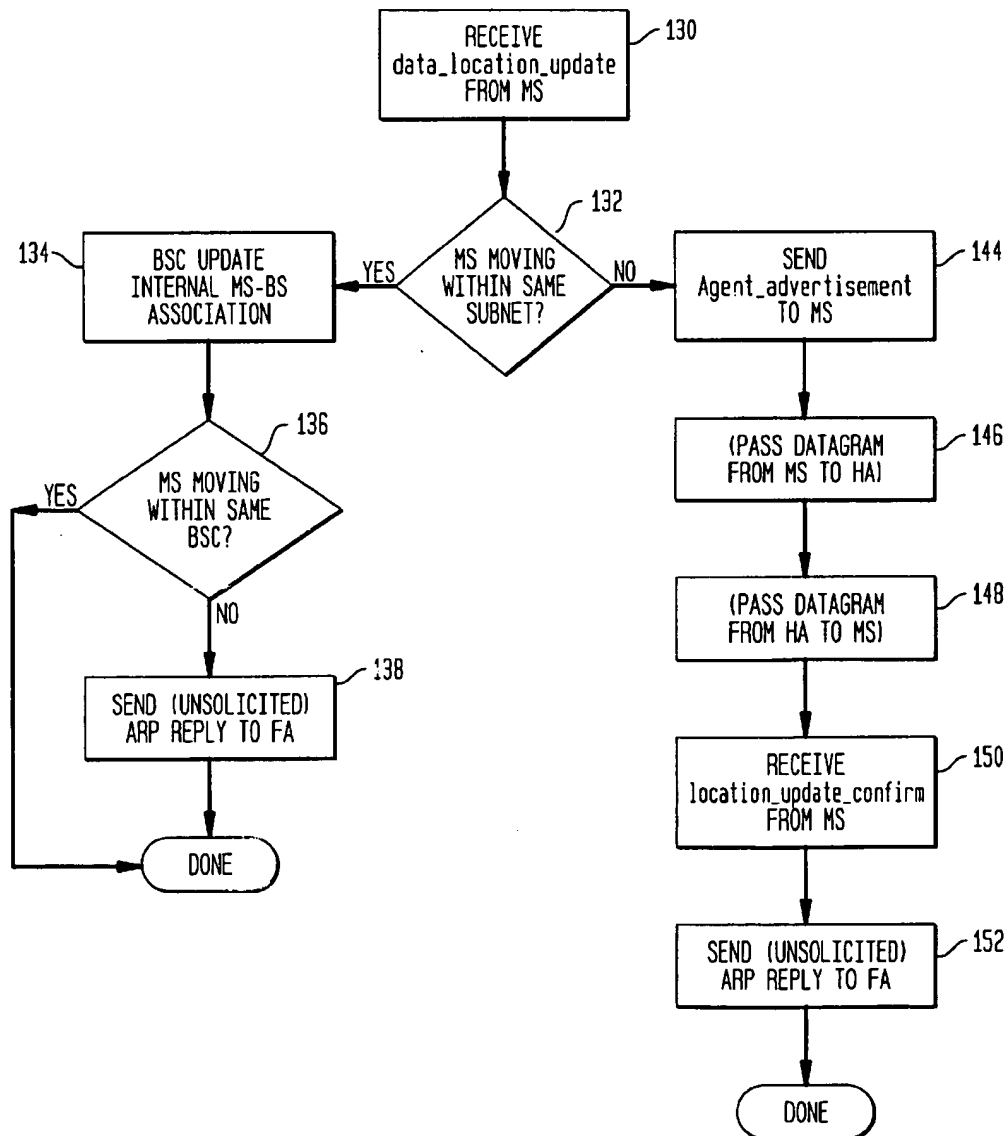 RECEIVE
data_location_update
FROM MS
130
132
MS MOVING
WITHIN SAME
SUBNET?
YES
NO
134
BSC UPDATE
INTERNAL MS-BS
ASSOCIATION
136
MS MOVING
WITHIN SAME
BSC?
YES
NO
138
SEND (UNSOLICITED)
ARP REPLY TO FA
DONE
144
SEND
Agent_advertisement
TO MS
146
(PASS DATAGRAM
FROM MS TO HA)
148
(PASS DATAGRAM
FROM HA TO MS)
150
RECEIVE
location_update_confirm
FROM MS
152
SEND (UNSOLICITED)
ARP REPLY TO FA
DONE